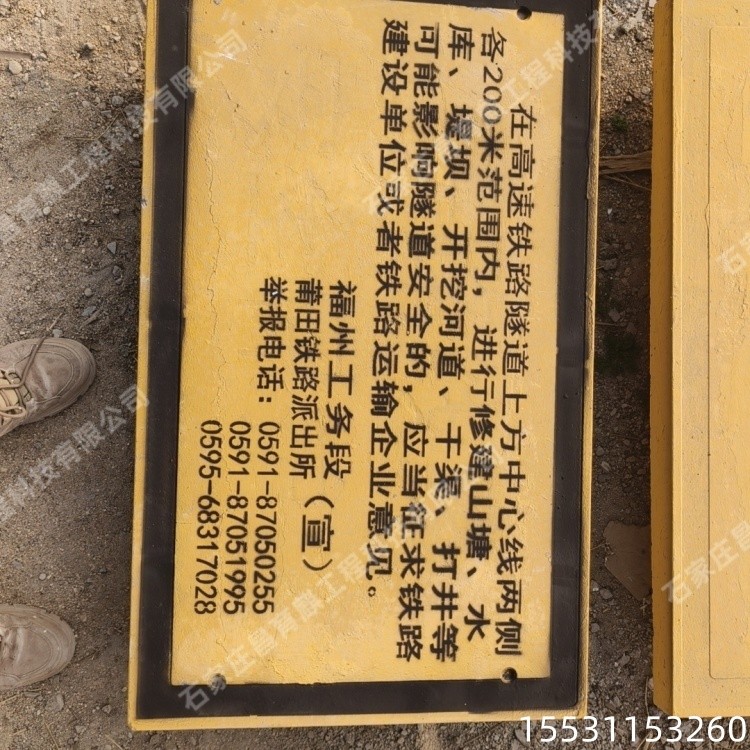 在高速铁路隧道上方中心线两侧
各200米范围内，进行修建山塘、水
库、堤坝、开挖河道、干渠、打井等
可能影响隧道安全的，应当征求铁路
建设单位或者铁路运输企业意见。
福州工务段（宣）
莆田铁路派出所
举报电话：0591-87050255
0591-87051995
0595-68317028
15531153260